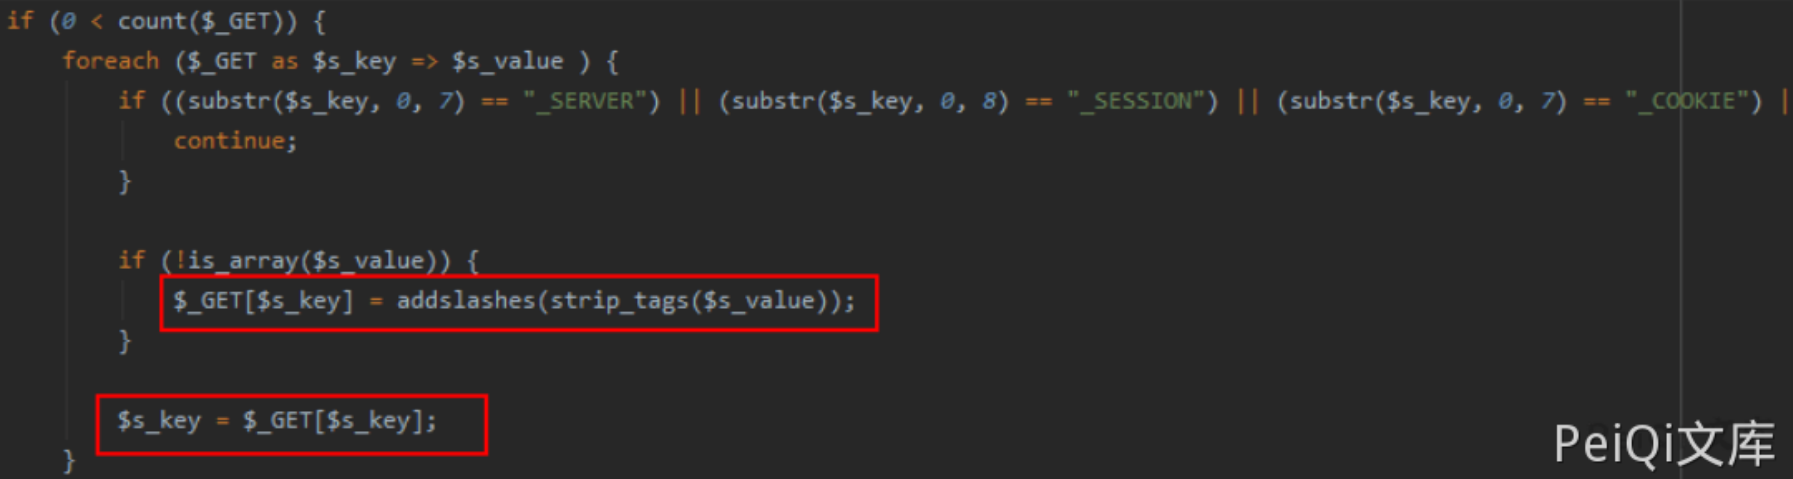 if (0 < count($_GET)) {
foreach ($_GET as $s_key => $s_value ) {
if ((substr($s_key, 0, 7) == "_SERVER") || (substr($s_key, 0, 8) == "_SESSION") || (substr($s_key, 0, 7) == "_COOKIE") |
continue;
}
if (!is_array($s_value)) {
$_GET[$s_key] = addslashes(strip_tags($s_value));
}
$s_key = $_GET[$s_key];
}
PeiQi文库